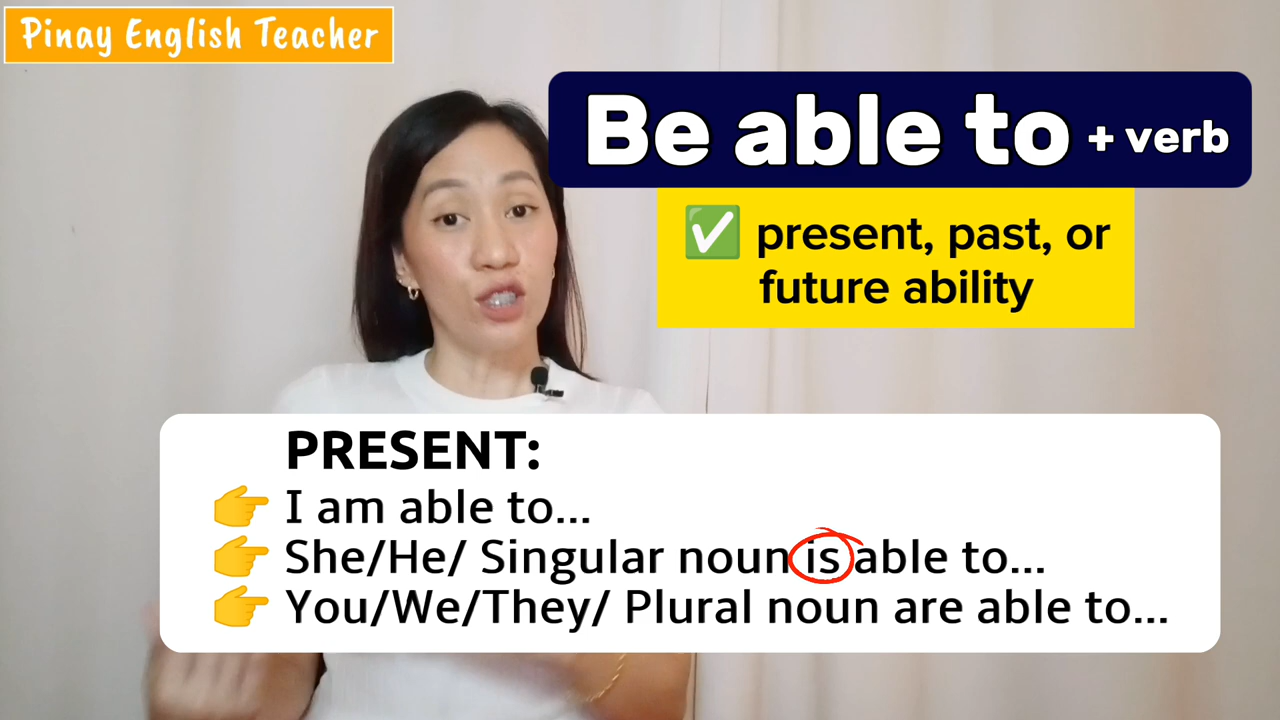 Pinay English Teacher
Be able to + verb
✅ present, past, or
future ability
PRESENT:
👉 I am able to...
👉 She/He/ Singular noun is able to...
👉 You/We/They/ Plural noun are able to...